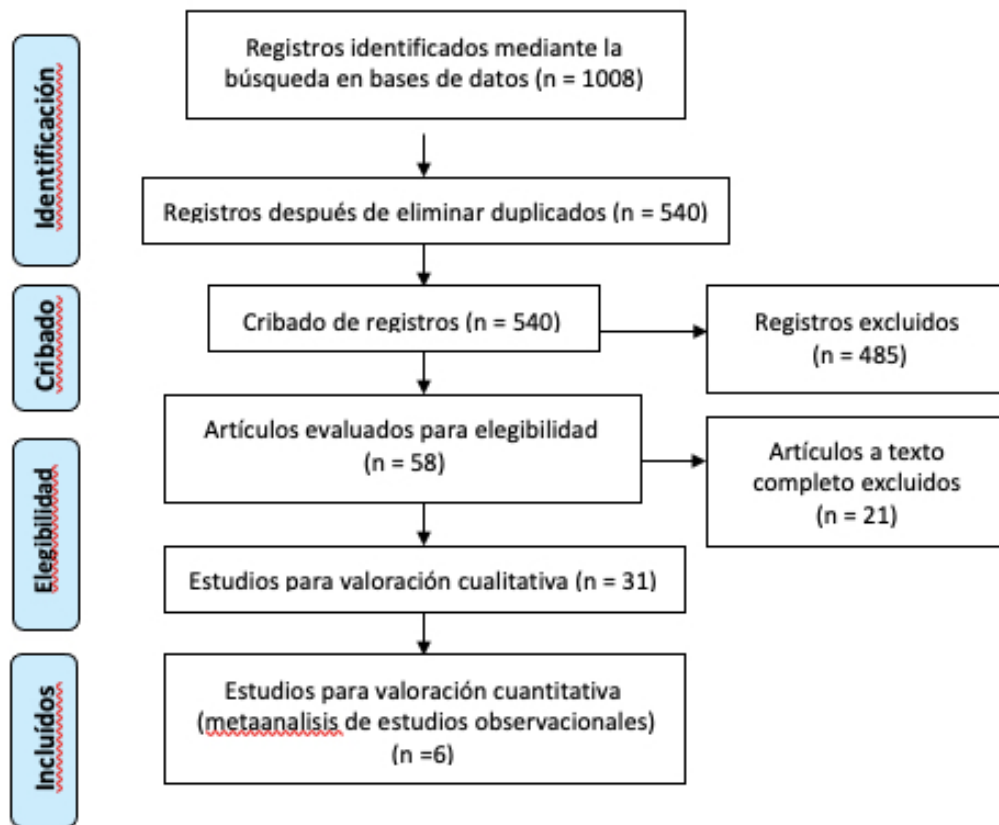 Identificación
Registros identificados mediante la
búsqueda en bases de datos (n = 1008)
Registros después de eliminar duplicados (n = 540)
Cribado
Cribado de registros (n = 540)
Registros excluidos
(n = 485)
Elegibilidad
Artículos evaluados para elegibilidad
(n = 58)
Artículos a texto
completo excluidos
(n = 21)
Estudios para valoración cualitativa (n = 31)
Incluídos
Estudios para valoración cuantitativa
(metaanalisis de estudios observacionales)
(n =6)